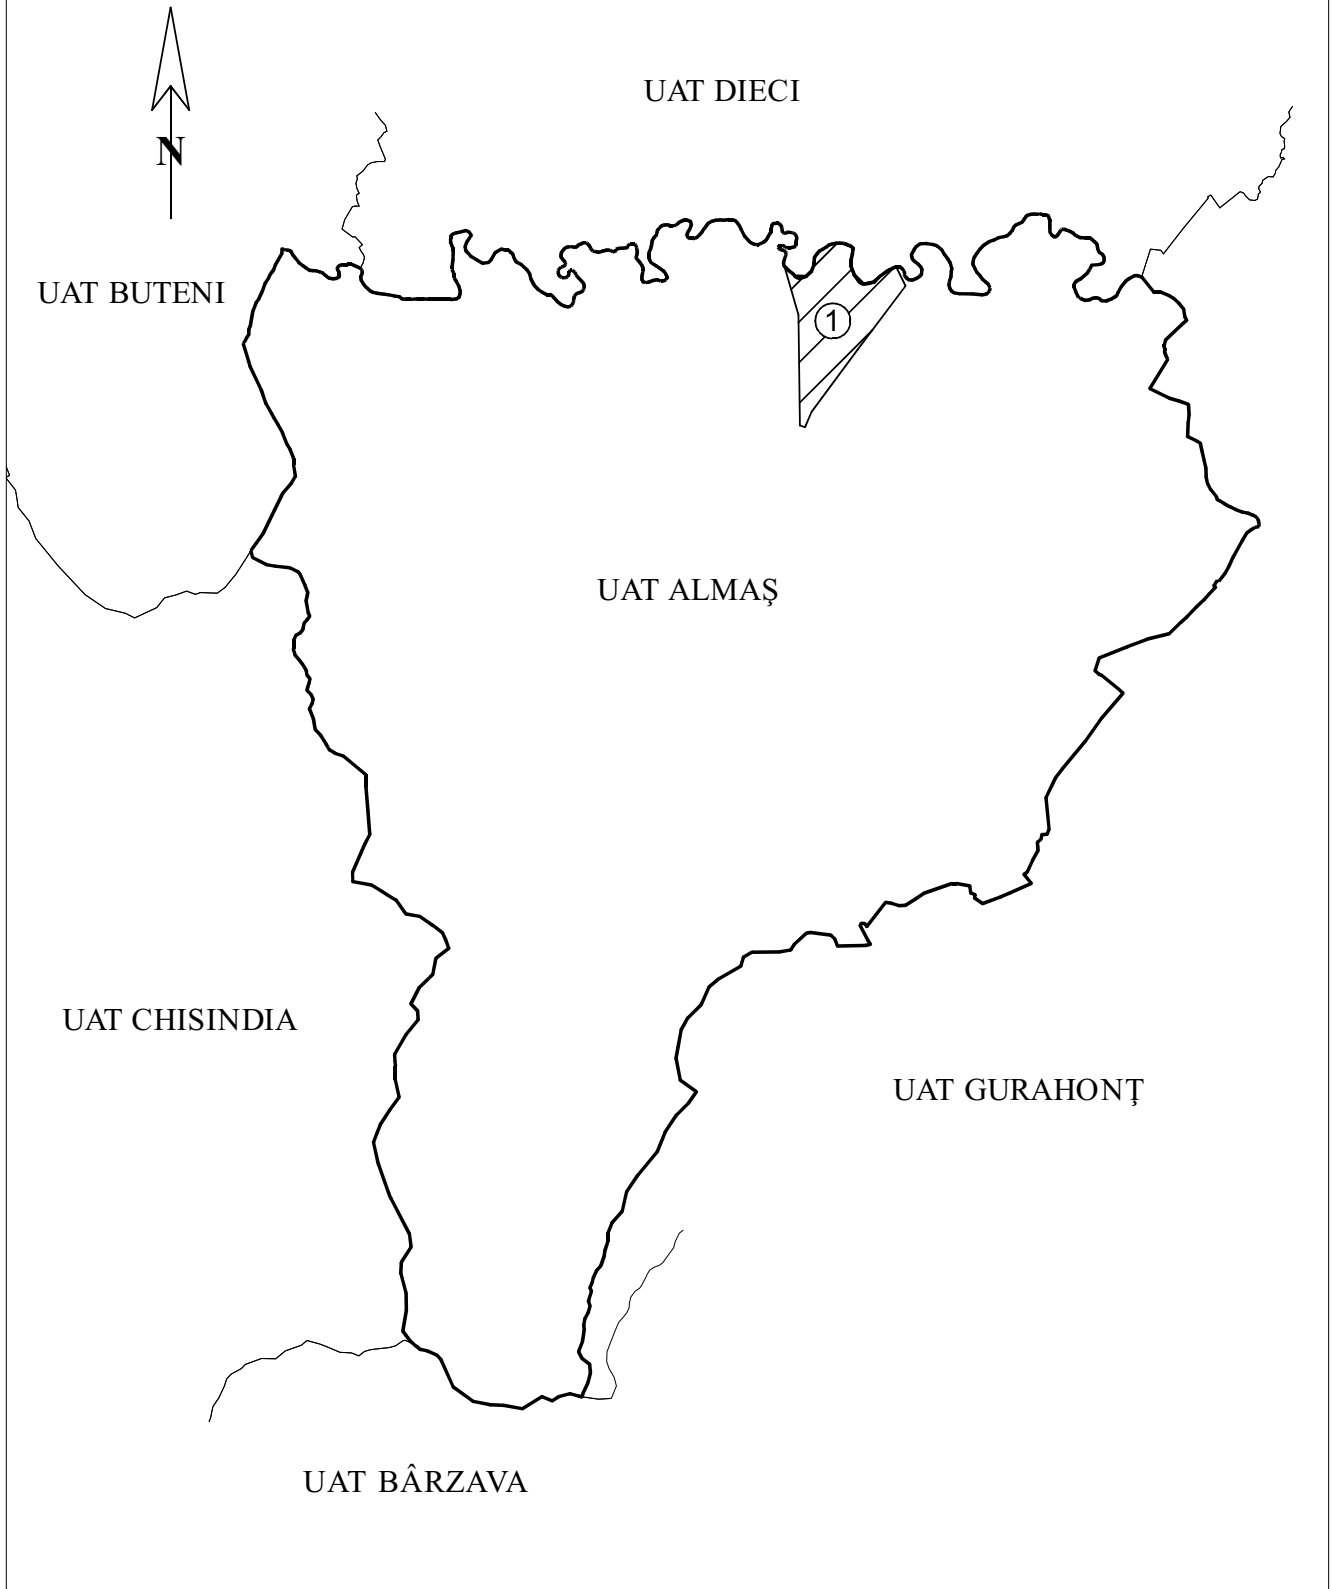 UAT DIECI
N
UAT BUTENI
1
UAT ALMAŞ
UAT CHISINDIA
UAT GURAHONŢ
UAT BÂRZAVA